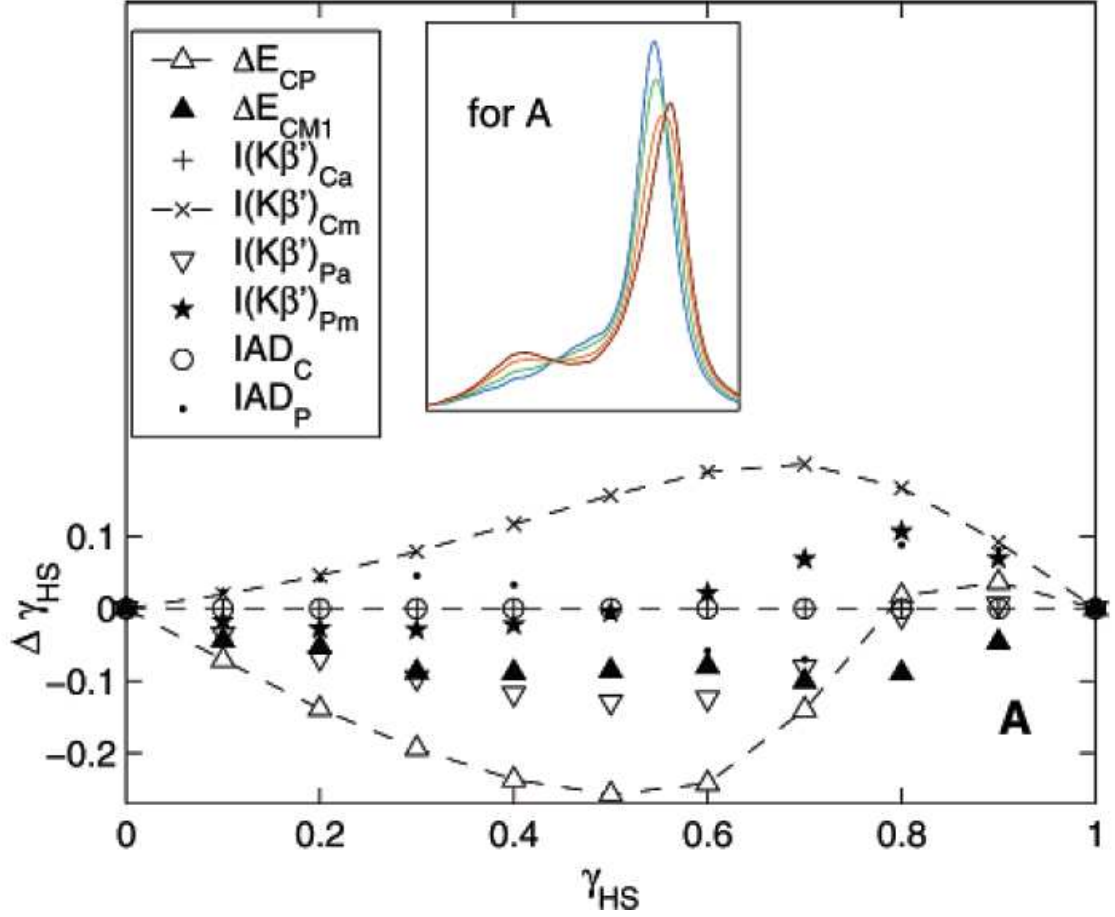 ΔE_CP
ΔE_CM1
I(Kβ')_Ca
I(Kβ')_Cm
I(Kβ')_Pa
I(Kβ')_Pm
IAD_C
IAD_P
for A
0.1
0
−0.1
−0.2
Δ γ_HS
A
0 0.2 0.4 0.6 0.8 1
γ_HS